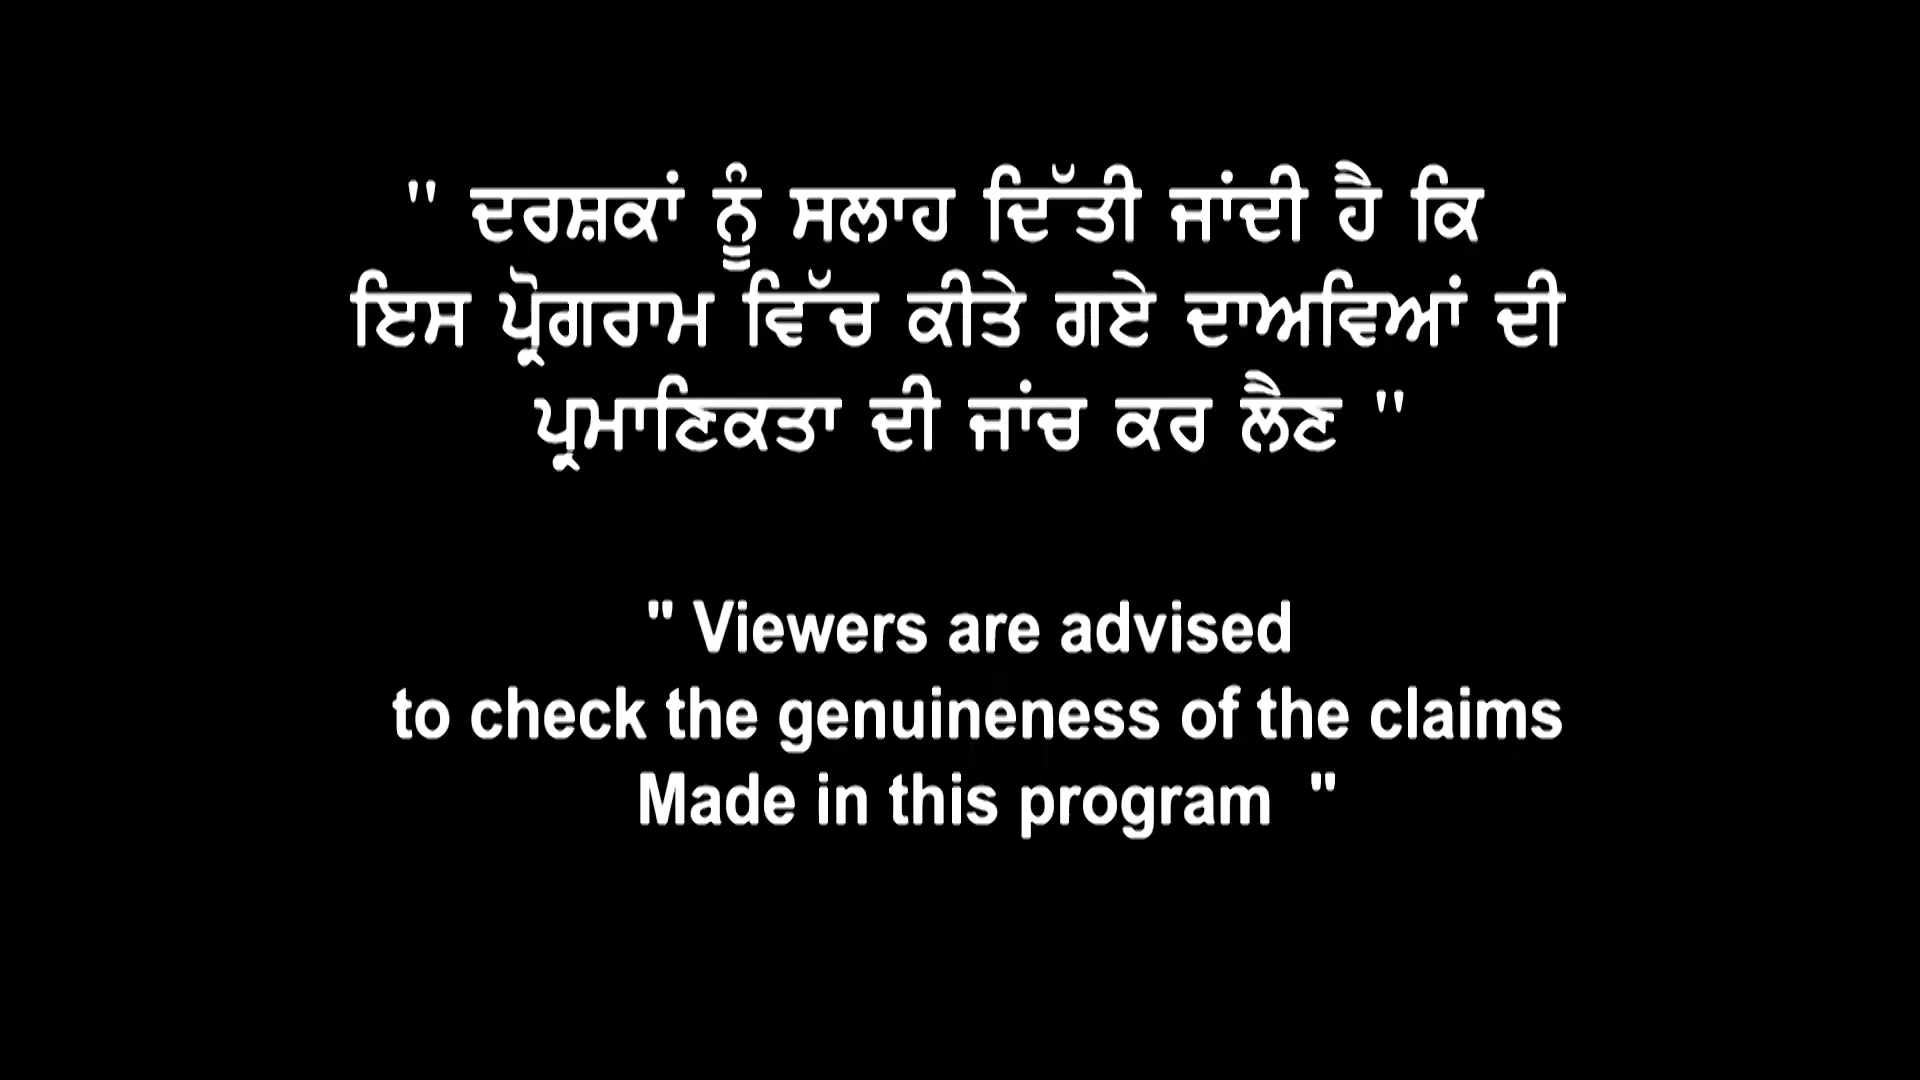 " ਦਰਸ਼ਕਾਂ ਨੂੰ ਸਲਾਹ ਦਿੱਤੀ ਜਾਂਦੀ ਹੈ ਕਿ
ਇਸ ਪ੍ਰੋਗਰਾਮ ਵਿੱਚ ਕੀਤੇ ਗਏ ਦਾਅਵਿਆਂ ਦੀ
ਪ੍ਰਮਾਣਿਕਤਾ ਦੀ ਜਾਂਚ ਕਰ ਲੈਣ "
" Viewers are advised
to check the genuineness of the claims
Made in this program "